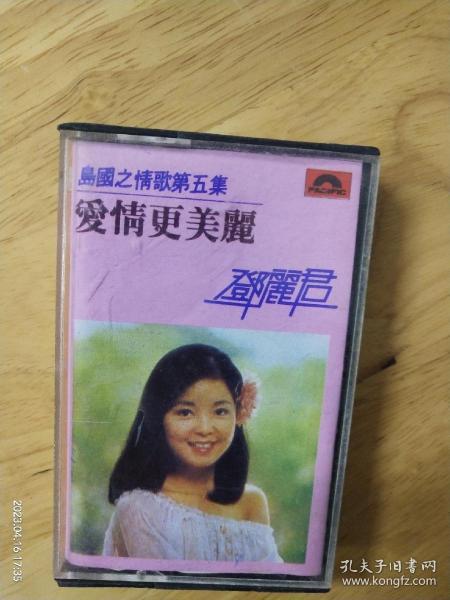 島國之情歌第五集
PACIFIC
愛情更美麗
鄧麗君
2023.04.16 17:35
孔夫子旧书网
www.kongfz.com